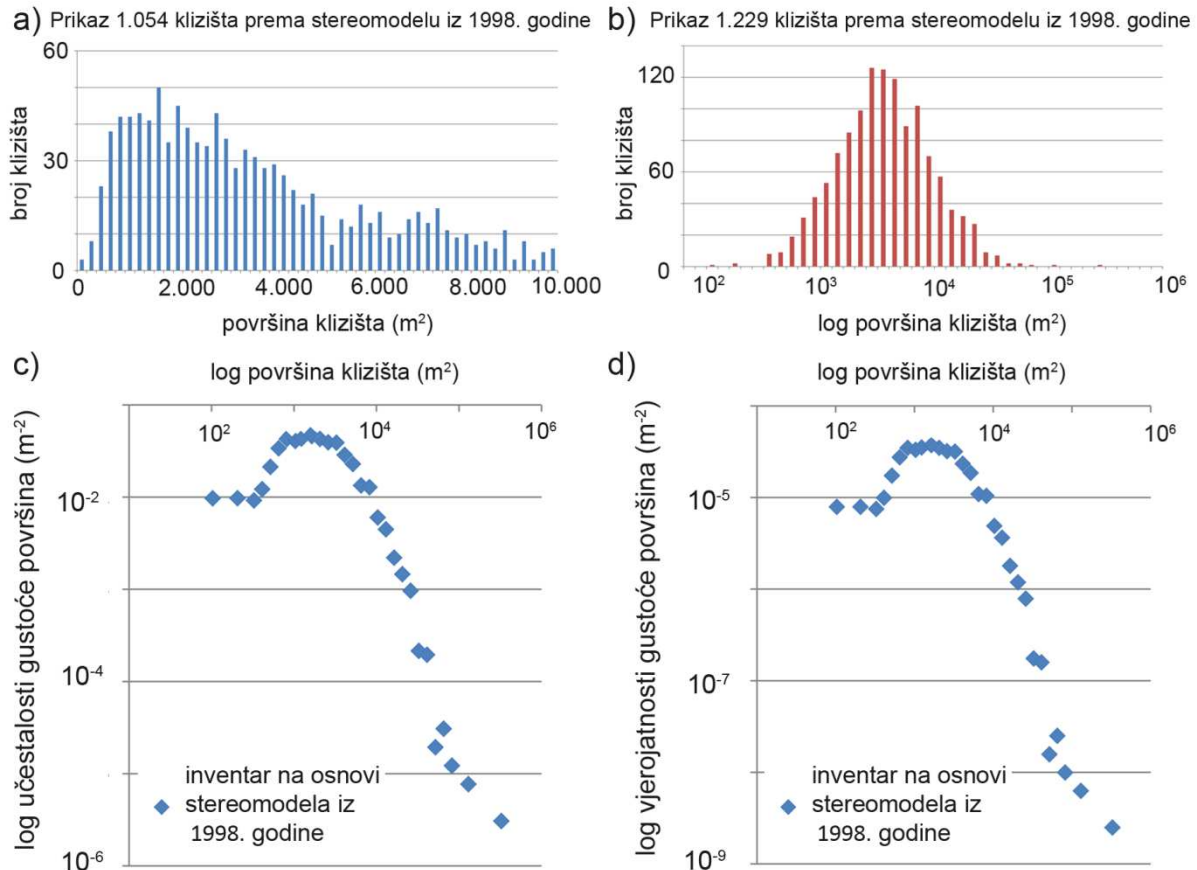 a) Prikaz 1.054 klizišta prema stereomodelu iz 1998. godine
60
30
0
broj klizišta
0
2.000
4.000
6.000
8.000
10.000
površina klizišta (m²)
b) Prikaz 1.229 klizišta prema stereomodelu iz 1998. godine
120
60
0
broj klizišta
10²
10³
10⁴
10⁵
10⁶
log površina klizišta (m²)
c)
log površina klizišta (m²)
10²
10⁴
10⁶
10⁻²
10⁻⁴
10⁻⁶
log učestalosti gustoće površina (m⁻²)
inventar na osnovi
stereomodela iz
1998. godine
d)
log površina klizišta (m²)
10²
10⁴
10⁶
10⁻⁵
10⁻⁷
10⁻⁹
log vjerojatnosti gustoće površina (m⁻²)
inventar na osnovi
stereomodela iz
1998. godine